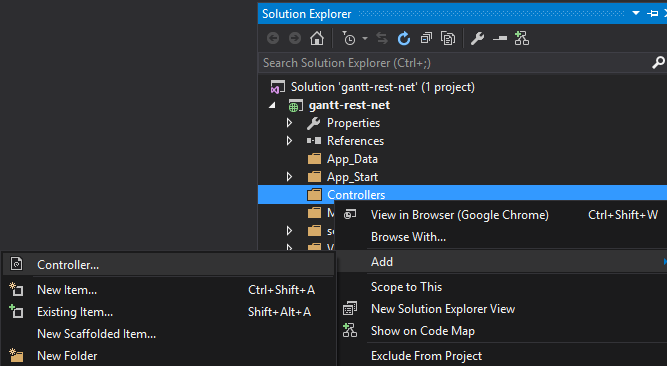 Solution Explorer
Search Solution Explorer (Ctrl+;)
Solution 'gantt-rest-net' (1 project)
gantt-rest-net
Properties
References
App_Data
App_Start
Controllers
View in Browser (Google Chrome) Ctrl+Shift+W
Browse With...
Controller... Add
Scope to This
New Item... Ctrl+Shift+A
New Solution Explorer View
Existing Item... Shift+Alt+A
Show on Code Map
New Scaffolded Item...
New Folder Exclude From Project